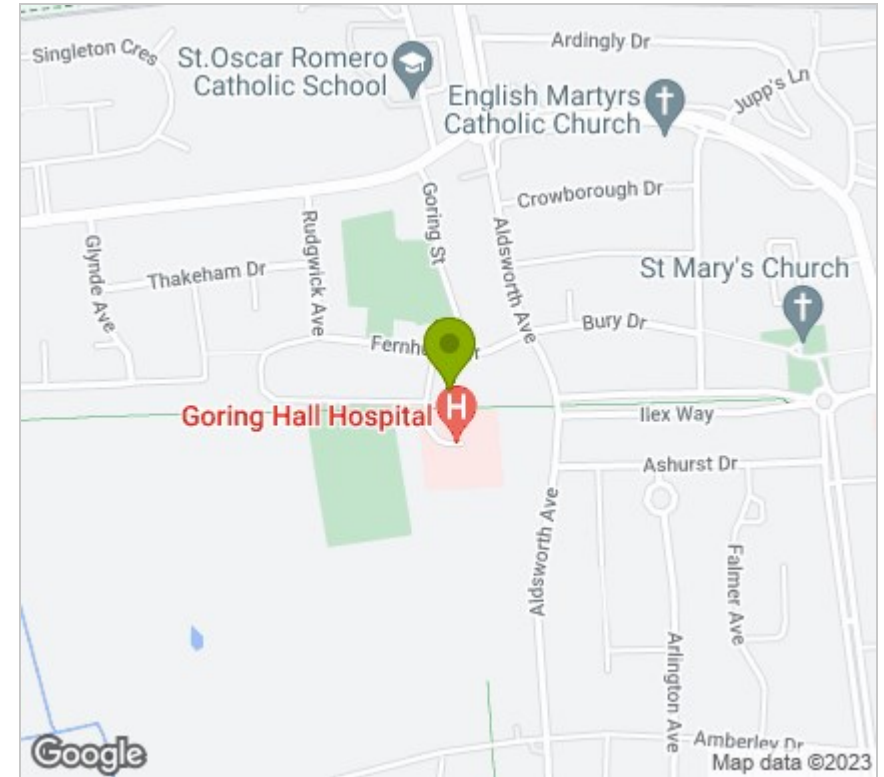 Singleton Cres
St.Oscar Romero
Catholic School
Ardingly Dr
English Martyrs
Catholic Church
Jupp's Ln
Goring St
Crowborough Dr
Rudgwick Ave
Aldsworth Ave
Glynde Ave
Thakeham Dr
St Mary's Church
Bury Dr
Goring Hall Hospital
H
Ilex Way
Ashurst Dr
Aldsworth Ave
Falmer Ave
Arlington Ave
Amberley Dr
Google
Map data ©2023